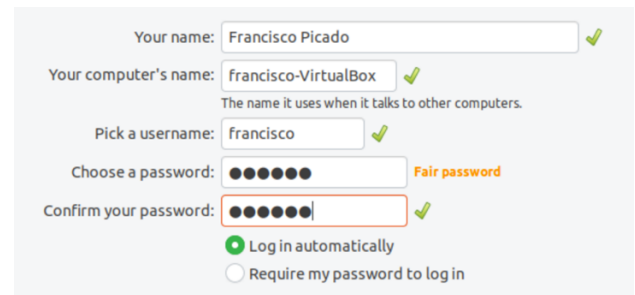 Your name: Francisco Picado
Your computer's name: francisco-VirtualBox
The name it uses when it talks to other computers.
Pick a username: francisco
Choose a password: ●●●●●● Fair password
Confirm your password: ●●●●●●
Log in automatically
Require my password to log in